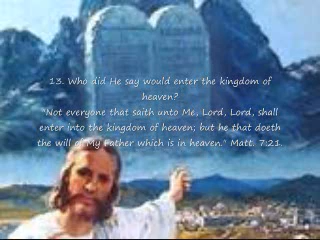 13. Who did He say would enter the kingdom of
heaven?
"Not everyone that saith unto Me, Lord, Lord, shall
enter into the kingdom of heaven; but he that doeth
the will of My Father which is in heaven." Matt. 7:21.